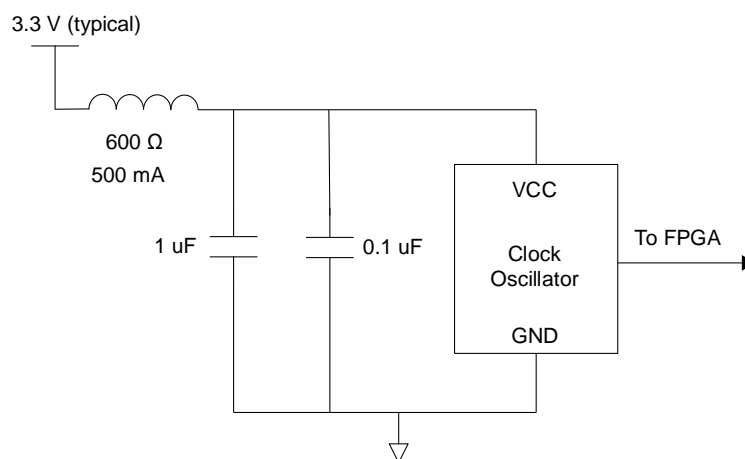 3.3 V (typical)
600 Ω
500 mA
VCC
1 uF
0.1 uF
Clock
Oscillator
To FPGA
GND